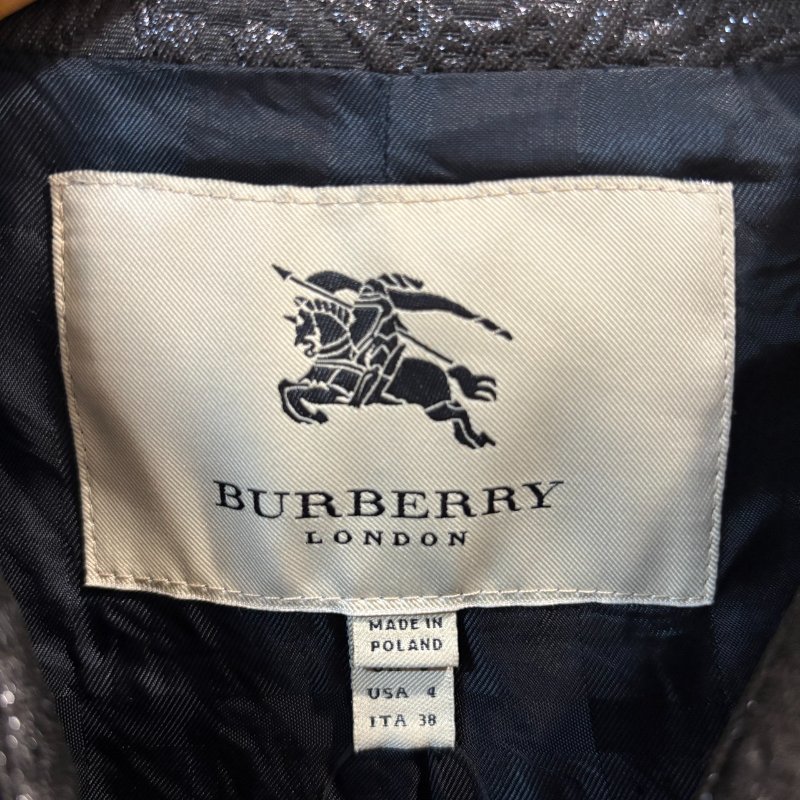 BURBERRY
LONDON
MADE IN
POLAND
USA 4
ITA 38